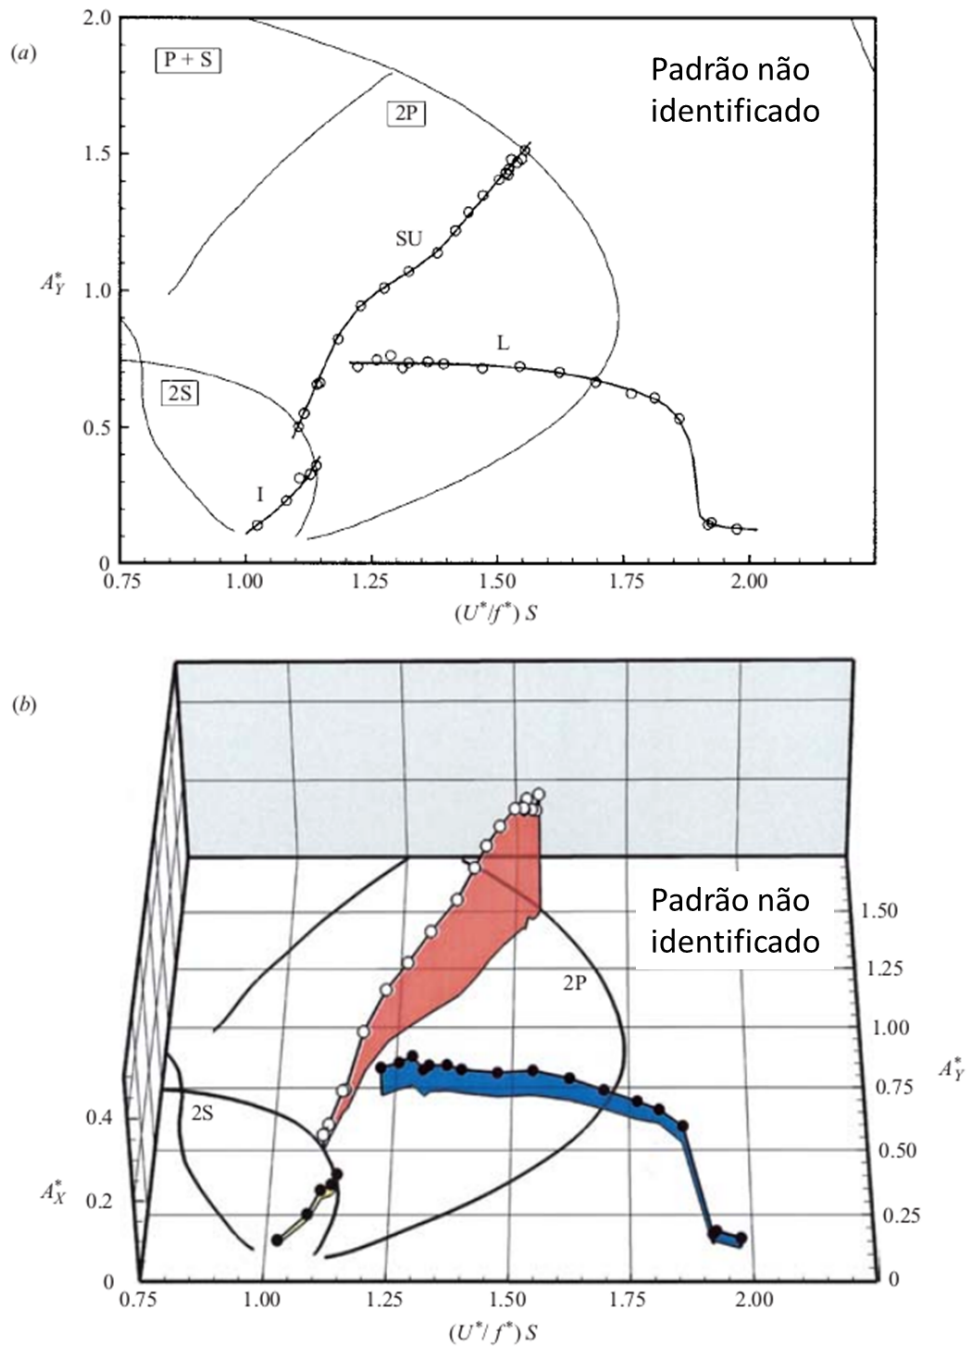 (a)
2.0
P + S
Padrão não
identificado
2P
1.5
SU
A*Y
1.0
L
2S
0.5
I
0
0.75
1.00
1.25
1.50
1.75
2.00
(U*/f*) S
(b)
Padrão não
identificado
1.50
2P
1.25
1.00
A*Y
0.75
2S
0.4
0.50
A*X
0.2
0.25
0
0
0.75
1.00
1.25
1.50
1.75
2.00
(U*/ f*) S